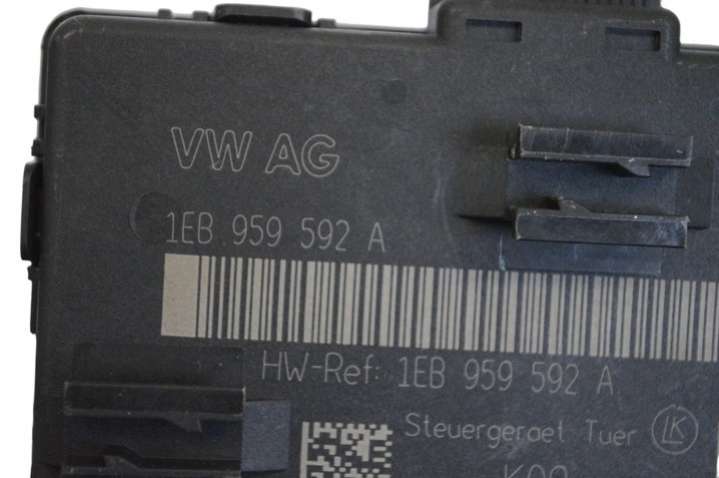 VW AG
1EB 959 592 A
HW-Ref: 1EB 959 592 A
Steuergeraet Tuer LK